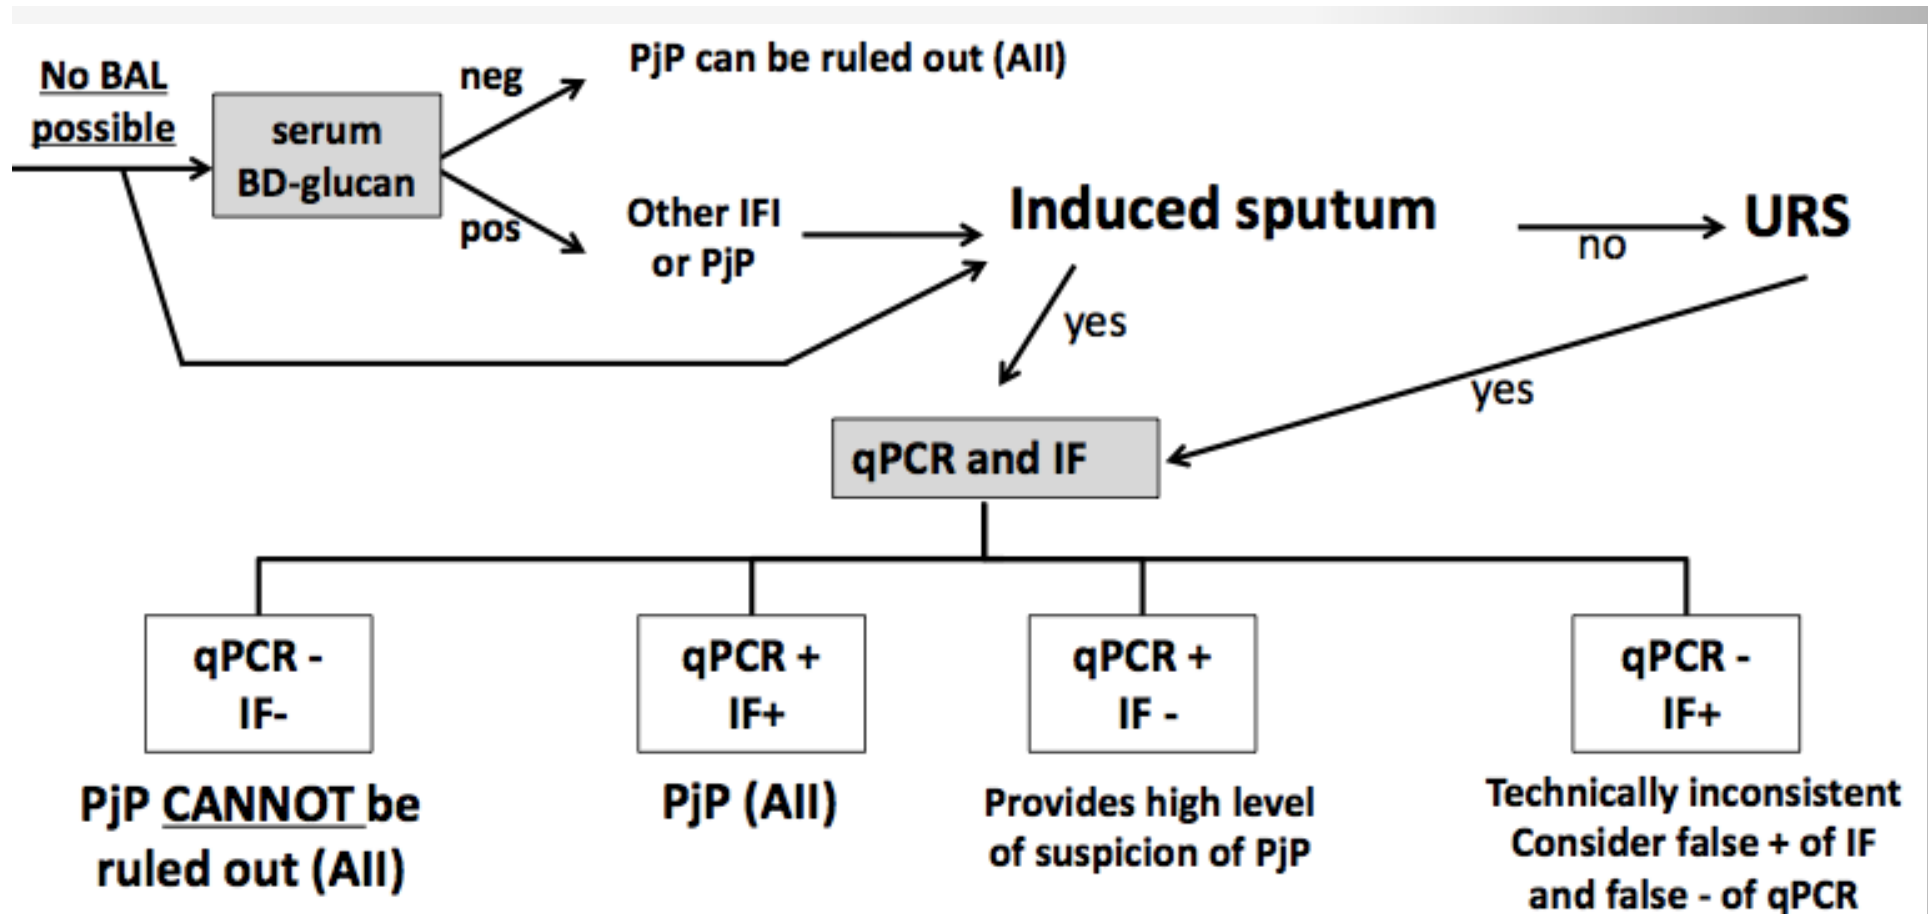 No BAL
possible
serum
BD-glucan
neg
pos
PjP can be ruled out (AII)
Other IFI
or PjP
Induced sputum
no
URS
yes
yes
qPCR and IF
qPCR -
IF-
qPCR +
IF+
qPCR +
IF -
qPCR -
IF+
PjP CANNOT be
ruled out (AII)
PjP (AII)
Provides high level
of suspicion of PjP
Technically inconsistent
Consider false + of IF
and false - of qPCR